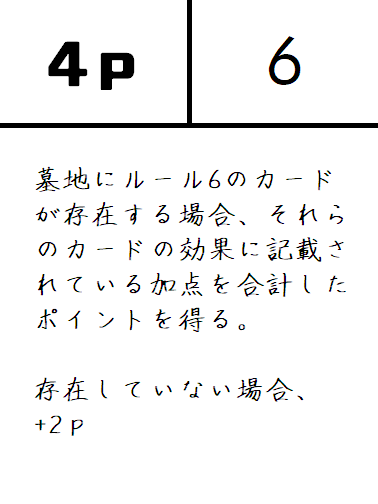 4p
6
墓地にルール6のカード
が存在する場合、それら
のカードの効果に記載さ
れている加点を合計した
ポイントを得る。
存在していない場合、
+2p